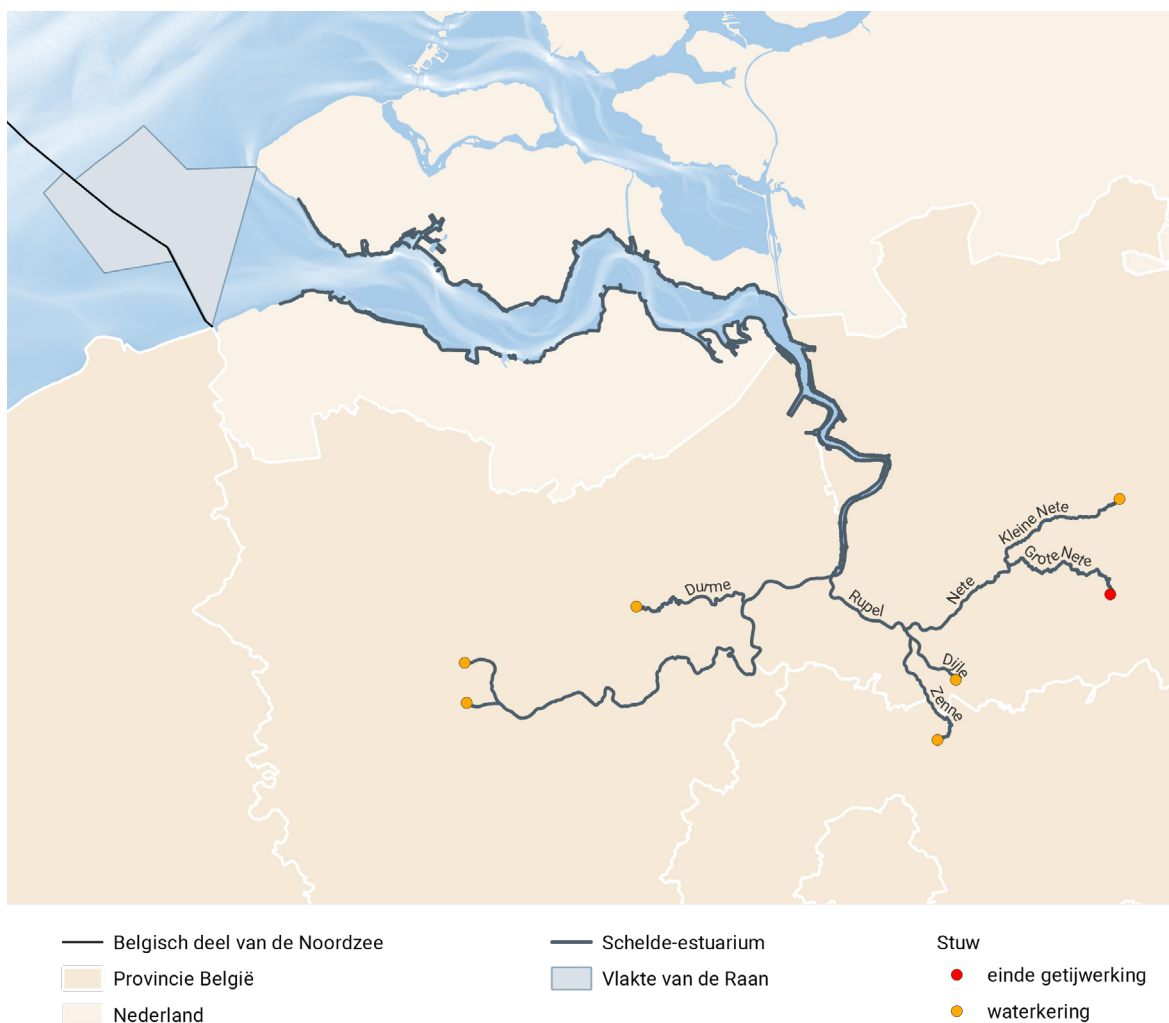 Kleine Nete
Grote Nete
Durme
Nete
Rupel
Dijle
Zenne
Belgisch deel van de Noordzee
Provincie België
Nederland
Schelde-estuarium
Vlakte van de Raan
Stuw
einde getijwerking
waterkering